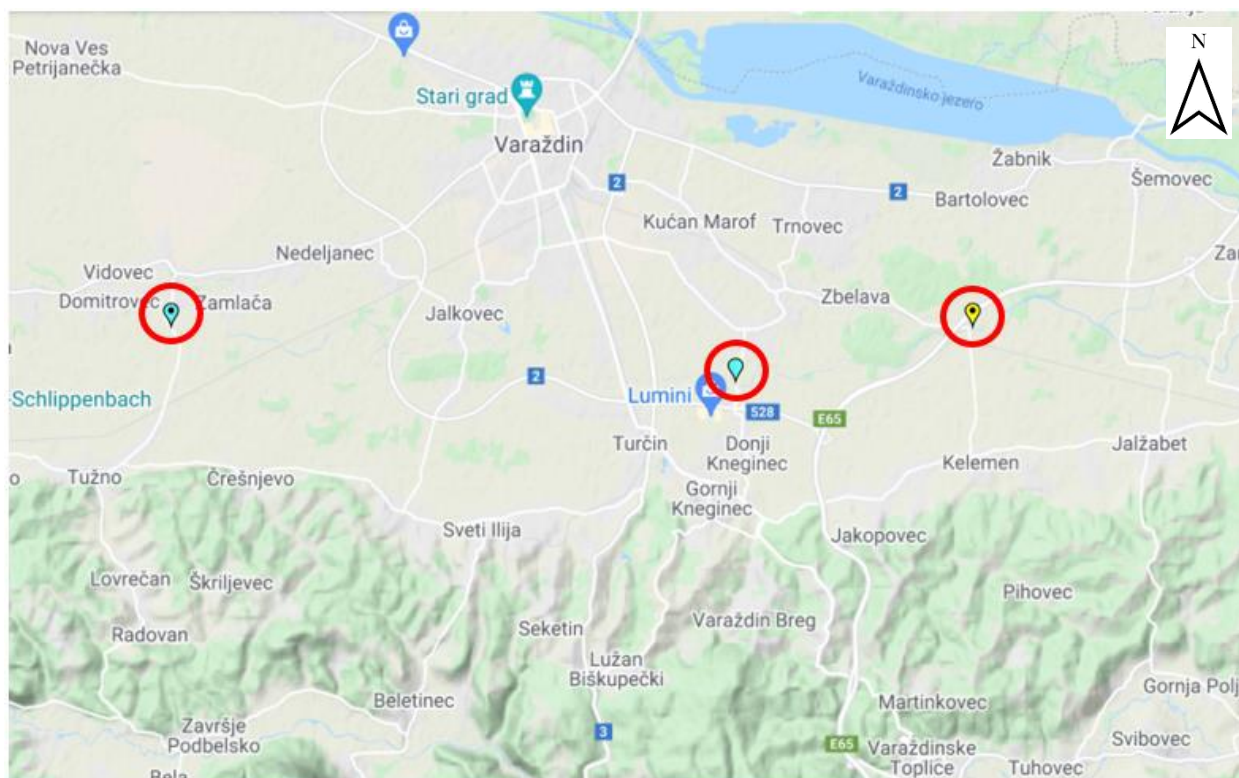 Nova Ves
Petrijanečka
Stari grad
Varaždin
N
Varaždinsko jezero
Žabnik
Šemovec
2
2
Bartolovec
Kućan Marof
Trnovec
Nedeljanec
Vidovec
Domitrovec
Zamlača
Jalkovec
Zbelava
2
Lumini
528
E65
-Schlippenbach
Turčin
Donji
Kneginec
Kelemen
Jalžabet
Tužno
Črešnjevo
Gornji
Kneginec
Sveti Ilija
Jakopovec
Lovrečan
Škriljevec
Pihovec
Radovan
Seketin
Varaždin Breg
Lužan
Biškupečki
Gornja Polj
Beletinec
Martinkovec
Završje
Podbelsko
3
E65
Varaždinske
Toplice
Svibovec
Tuhovec
Bela